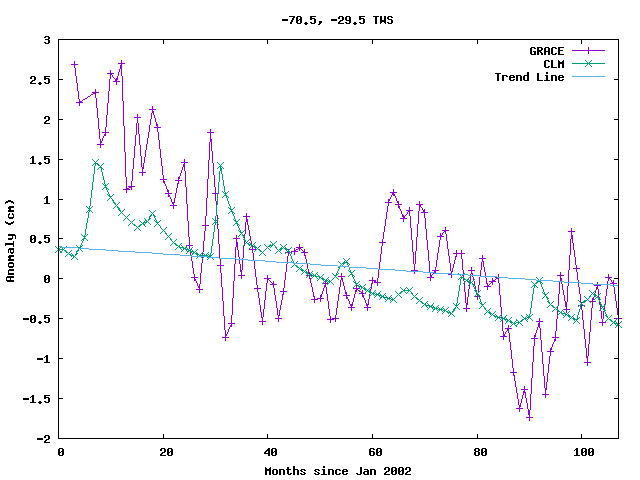 -70.5, -29.5 TWS
GRACE
CLM
Trend Line
3
2.5
2
1.5
1
0.5
0
-0.5
-1
-1.5
-2
Anomaly (cm)
0 20 40 60 80 100
Months since Jan 2002